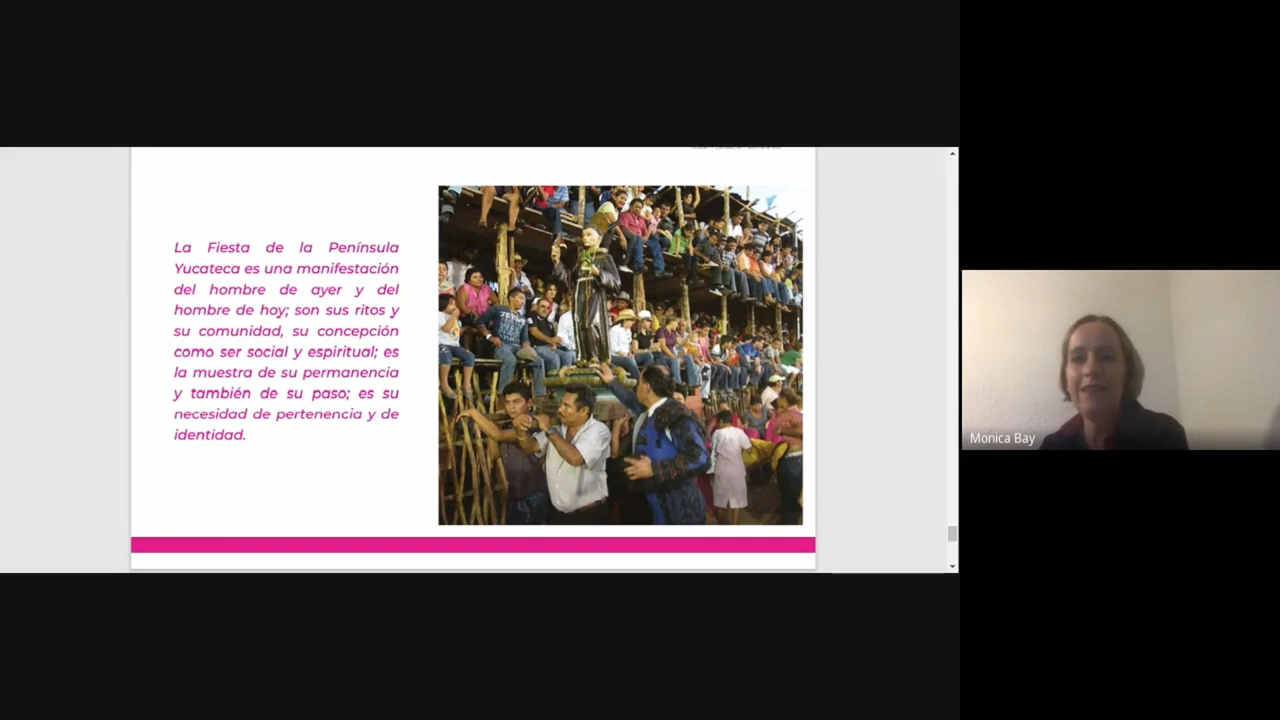 La Fiesta de la Península
Yucateca es una manifestación
del hombre de ayer y del
hombre de hoy; son sus ritos y
su comunidad, su concepción
como ser social y espiritual; es
la muestra de su permanencia
y también de su paso; es su
necesidad de pertenencia y de
identidad.
Monica Bay